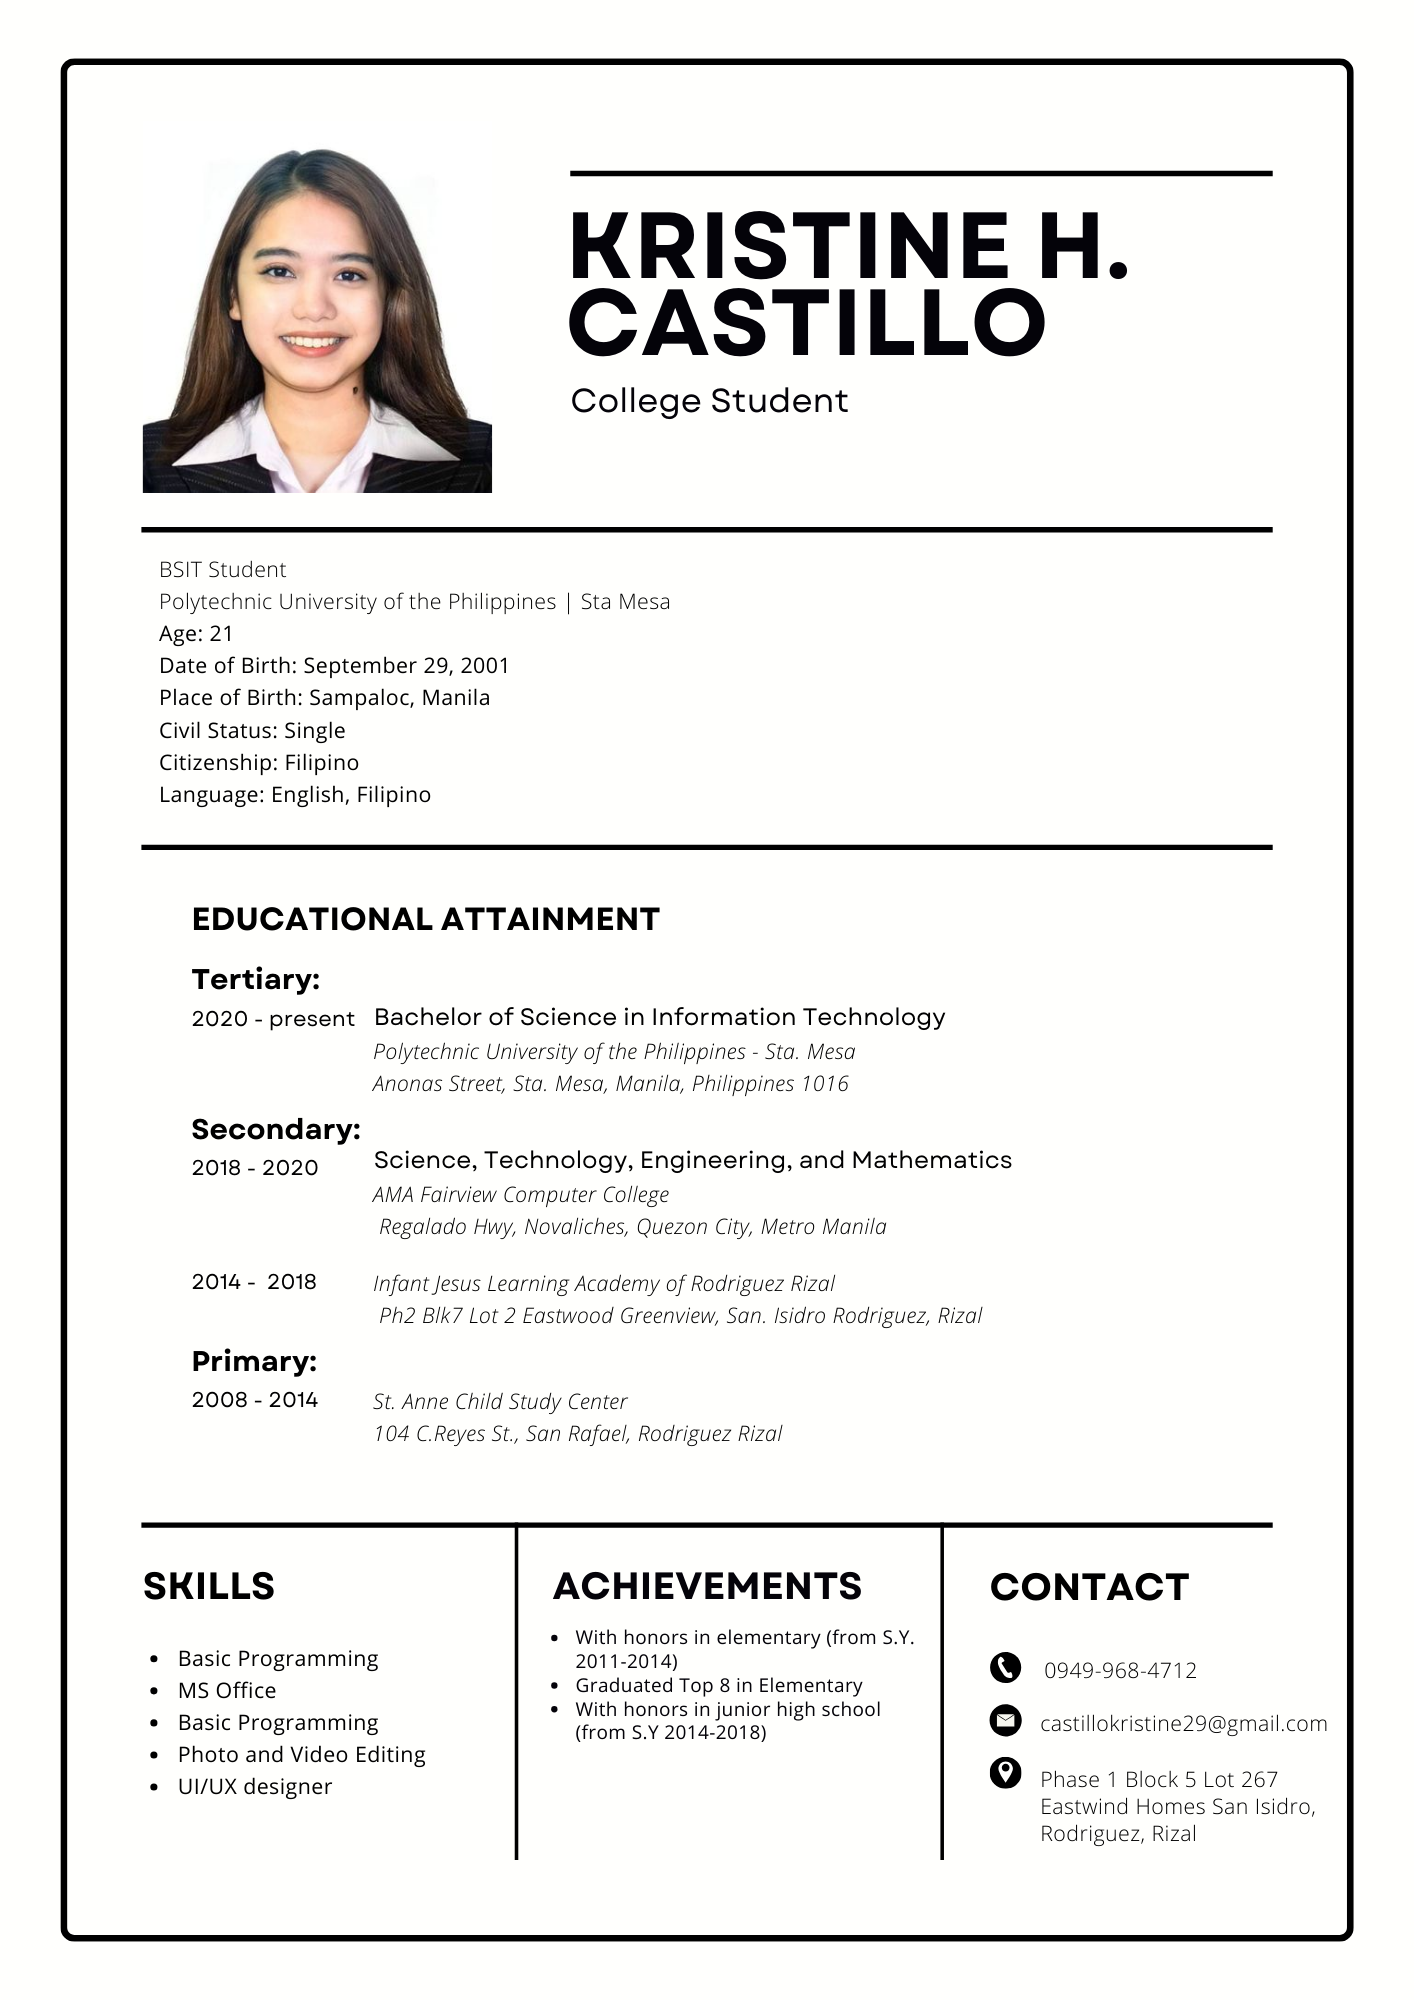 KRISTINE H.
CASTILLO
College Student
BSIT Student
Polytechnic University of the Philippines | Sta Mesa
Age: 21
Date of Birth: September 29, 2001
Place of Birth: Sampaloc, Manila
Civil Status: Single
Citizenship: Filipino
Language: English, Filipino
EDUCATIONAL ATTAINMENT
Tertiary:
2020 - present Bachelor of Science in Information Technology
Polytechnic University of the Philippines - Sta. Mesa
Anonas Street, Sta. Mesa, Manila, Philippines 1016
Secondary:
2018 - 2020 Science, Technology, Engineering, and Mathematics
AMA Fairview Computer College
Regalado Hwy, Novaliches, Quezon City, Metro Manila
2014 - 2018 Infant Jesus Learning Academy of Rodriguez Rizal
Ph2 Blk7 Lot 2 Eastwood Greenview, San. Isidro Rodriguez, Rizal
Primary:
2008 - 2014 St. Anne Child Study Center
104 C.Reyes St., San Rafael, Rodriguez Rizal
SKILLS
• Basic Programming
• MS Office
• Basic Programming
• Photo and Video Editing
• UI/UX designer
ACHIEVEMENTS
• With honors in elementary (from S.Y.
2011-2014)
• Graduated Top 8 in Elementary
• With honors in junior high school
(from S.Y 2014-2018)
CONTACT
0949-968-4712
castillokristine29@gmail.com
Phase 1 Block 5 Lot 267
Eastwind Homes San Isidro,
Rodriguez, Rizal